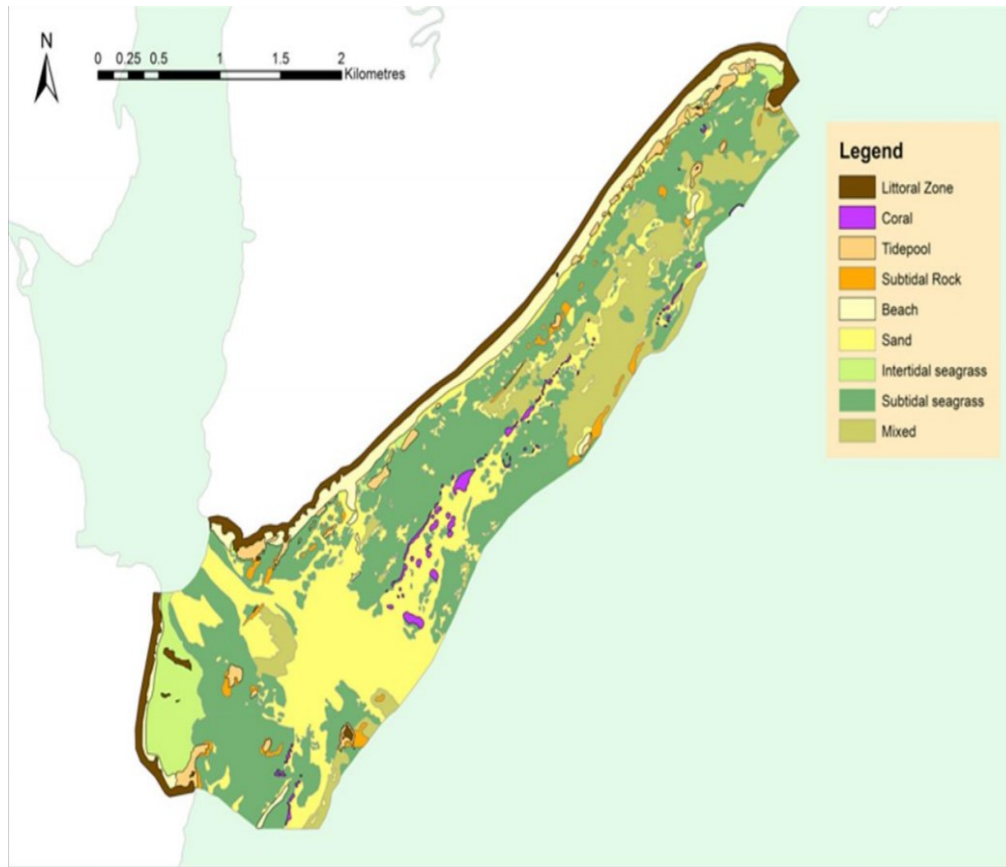 N
0 0.25 0.5 1 1.5 2
Kilometres
Legend
Littoral Zone
Coral
Tidepool
Subtidal Rock
Beach
Sand
Intertidal seagrass
Subtidal seagrass
Mixed